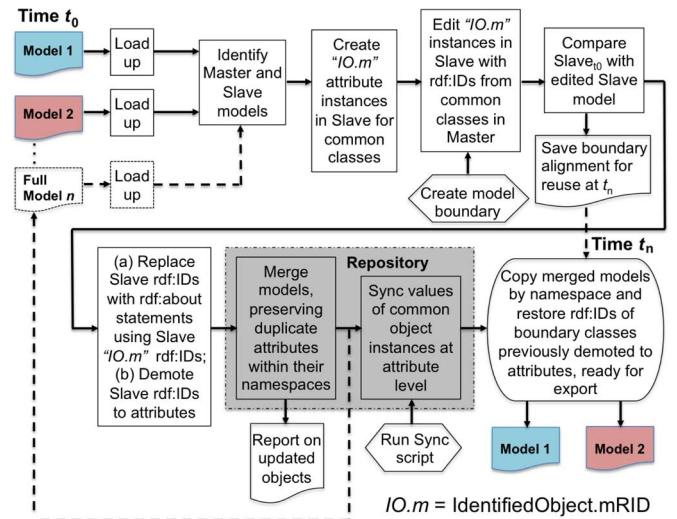 Time t0
Model 1
Load
up
Model 2
Load
up
Full
Model n
Load
up
Identify
Master and
Slave
models
Create
“IO.m”
attribute
instances
in Slave for
common
classes
Edit “IO.m”
instances in
Slave with
rdf:IDs from
common
classes in
Master
Create model
boundary
Compare
Slavet0 with
edited Slave
model
Save boundary
alignment for
reuse at tn
Time tn
(a) Replace
Slave rdf:IDs
with rdf:about
statements
using Slave
“IO.m” rdf:IDs;
(b) Demote
Slave rdf:IDs
to attributes
Repository
Merge
models,
preserving
duplicate
attributes
within their
namespaces
Sync values
of common
object
instances at
attribute
level
Report on
updated
objects
Run Sync
script
Copy merged models
by namespace and
restore rdf:IDs of
boundary classes
previously demoted to
attributes, ready for
export
Model 1
Model 2
IO.m = IdentifiedObject.mRID